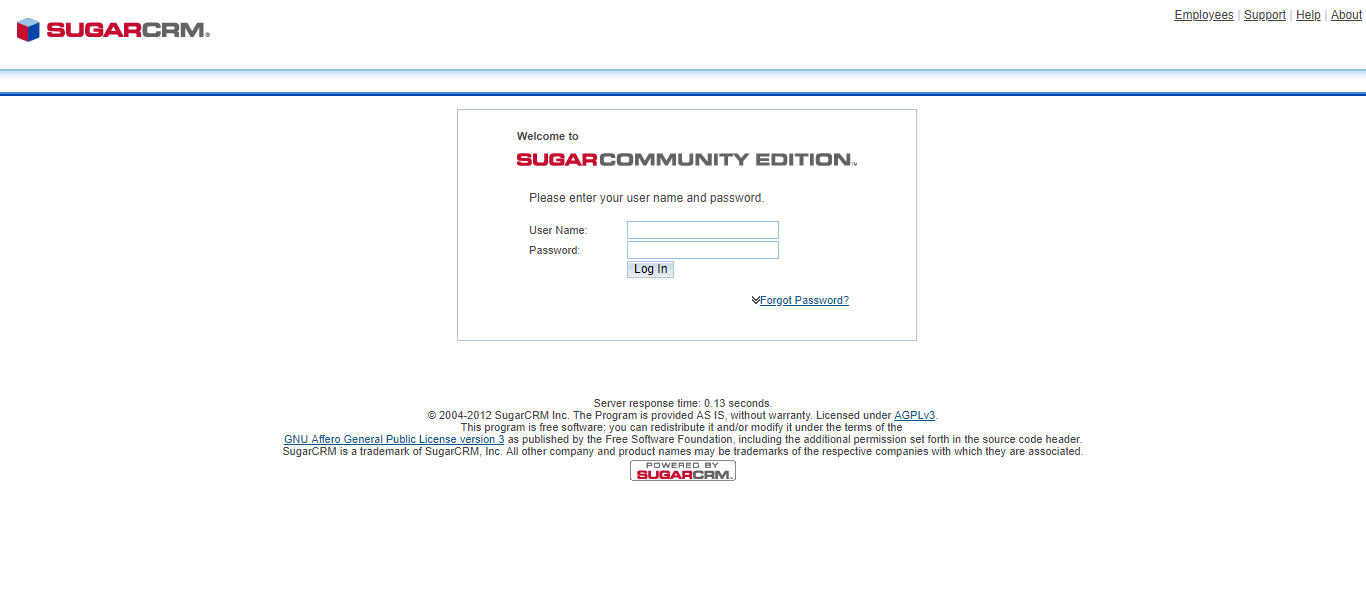 SUGARCRM®
Employees | Support | Help | About
Welcome to
SUGARCOMMUNITY EDITION™
Please enter your user name and password.
User Name:
Password:
Log In
Forgot Password?
Server response time: 0.13 seconds.
© 2004-2012 SugarCRM Inc. The Program is provided AS IS, without warranty. Licensed under AGPLv3.
This program is free software; you can redistribute it and/or modify it under the terms of the
GNU Affero General Public License version 3 as published by the Free Software Foundation, including the additional permission set forth in the source code header.
SugarCRM is a trademark of SugarCRM, Inc. All other company and product names may be trademarks of the respective companies with which they are associated.
POWERED BY
SUGARCRM.